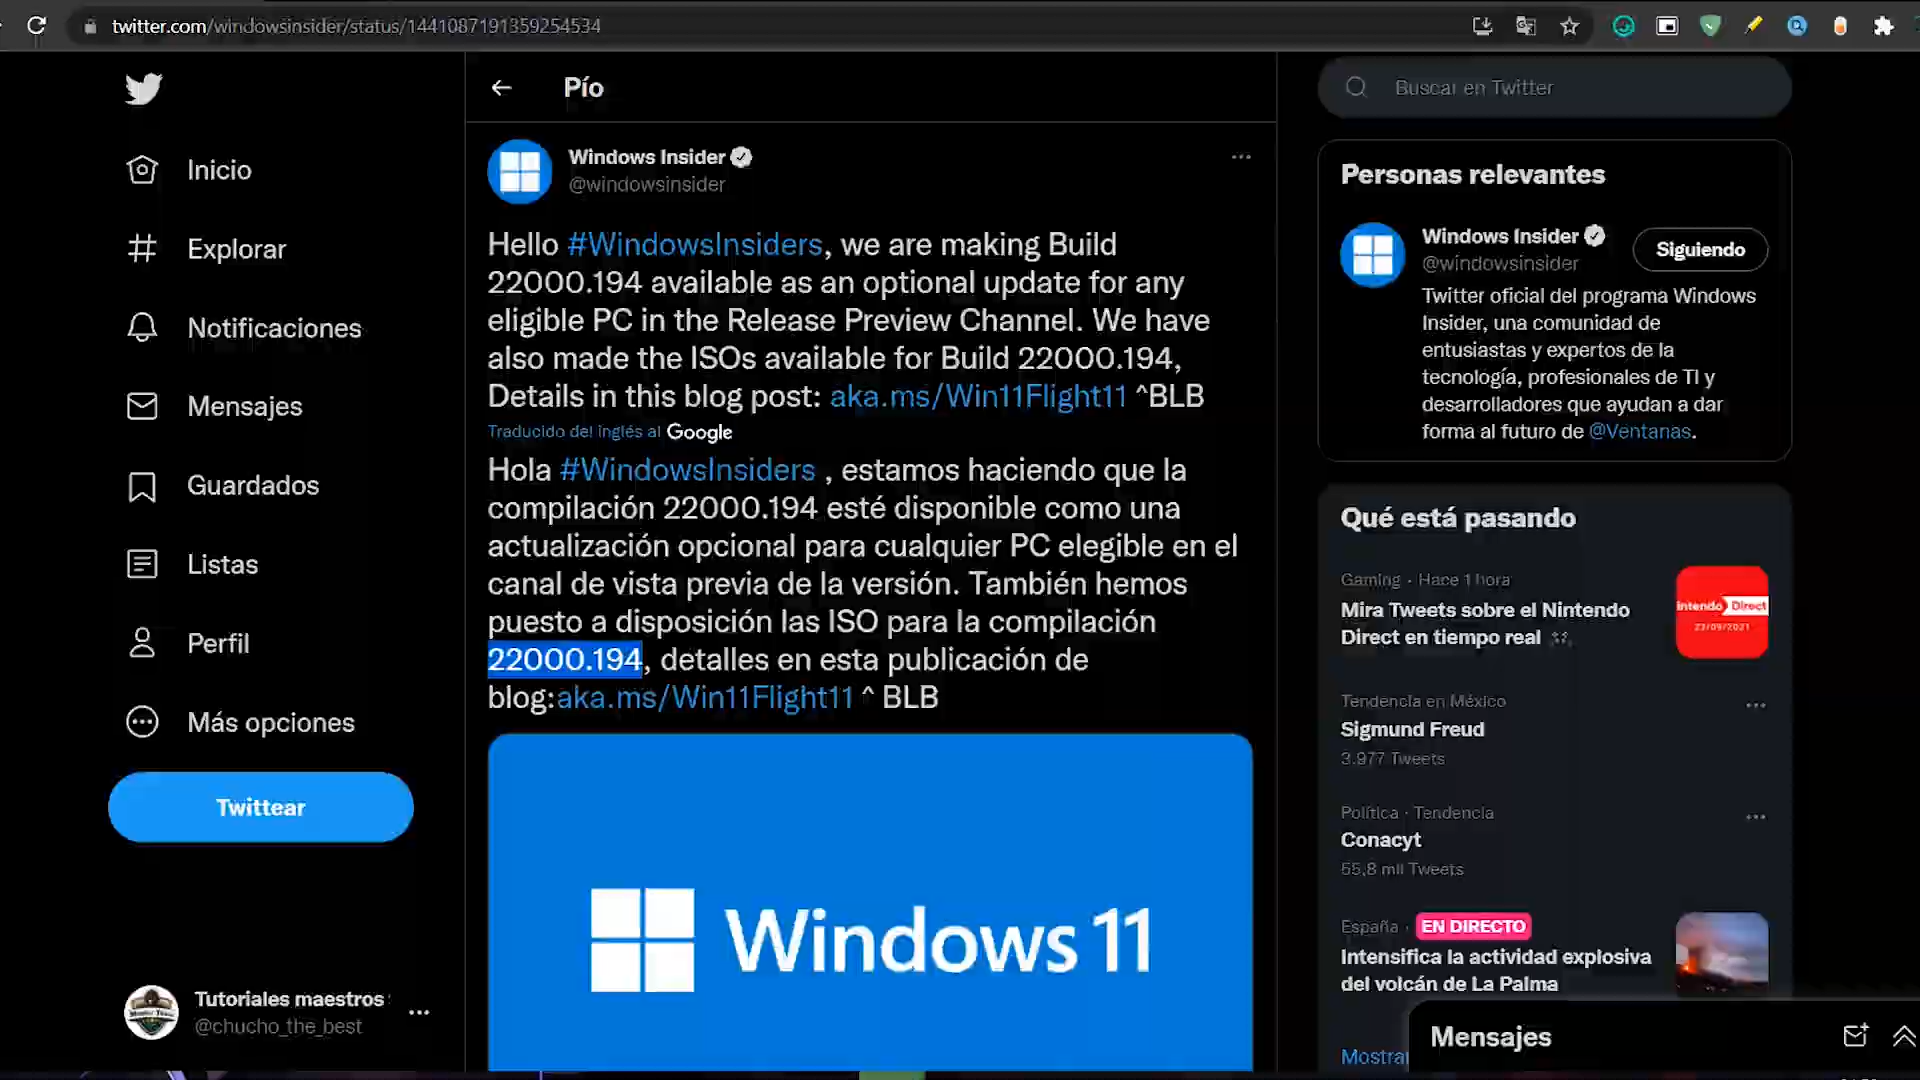 twitter.com/windowsinsider/status/1441087191359254534
Inicio
Explorar
Notificaciones
Mensajes
Guardados
Listas
Perfil
Más opciones
Twittear
Tutoriales maestros
@chucho_the_best
Pío
Windows Insider
@windowsinsider
Hello #WindowsInsiders, we are making Build
22000.194 available as an optional update for any
eligible PC in the Release Preview Channel. We have
also made the ISOs available for Build 22000.194,
Details in this blog post: aka.ms/Win11Flight11 ^BLB
Traducido del inglés al Google
Hola #WindowsInsiders , estamos haciendo que la
compilación 22000.194 esté disponible como una
actualización opcional para cualquier PC elegible en el
canal de vista previa de la versión. También hemos
puesto a disposición las ISO para la compilación
22000.194, detalles en esta publicación de
blog:aka.ms/Win11Flight11 ^ BLB
Windows 11
Buscar en Twitter
Personas relevantes
Windows Insider
@windowsinsider
Siguiendo
Twitter oficial del programa Windows
Insider, una comunidad de
entusiastas y expertos de la
tecnología, profesionales de TI y
desarrolladores que ayudan a dar
forma al futuro de @Ventanas.
Qué está pasando
Gaming · Hace 1 hora
Mira Tweets sobre el Nintendo
Direct en tiempo real
intendo Direct
23/09/2021
Tendencia en México
Sigmund Freud
3.977 Tweets
Política · Tendencia
Conacyt
55,8 mil Tweets
España · EN DIRECTO
Intensifica la actividad explosiva
del volcán de La Palma
Mostrar
Mensajes